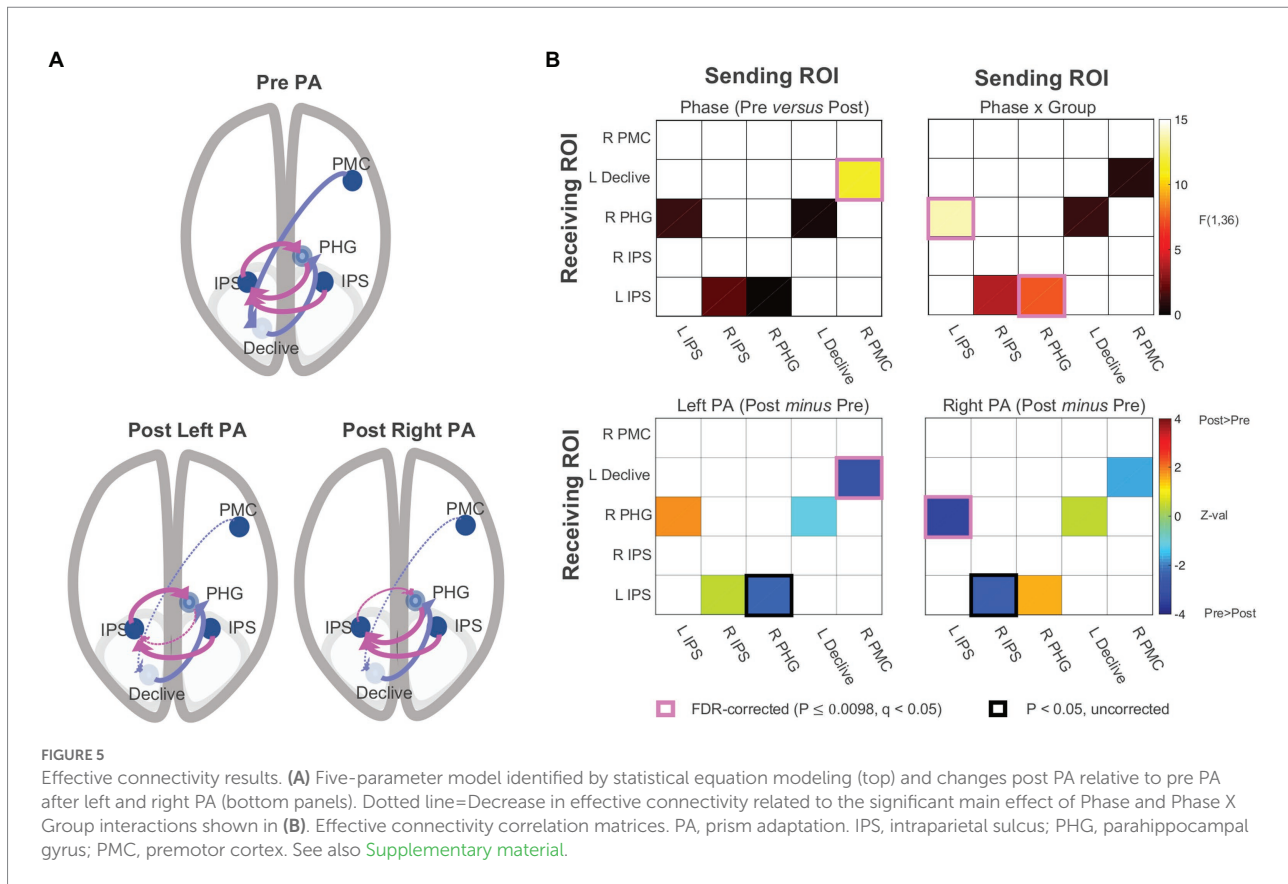 A
Pre PA
PMC
PHG
IPS
IPS
Declive
Post Left PA
Post Right PA
PMC
PHG
IPS
IPS
Declive
PMC
PHG
IPS
IPS
Declive
B
Sending ROI
Sending ROI
Phase (Pre versus Post)
Phase x Group
Receiving ROI
R PMC
L Declive
R PHG
R IPS
L IPS
L IPS
R IPS
R PHG
L Declive
R PMC
L IPS
R IPS
R PHG
L Declive
R PMC
15
10
5
0
F(1,36)
Left PA (Post minus Pre)
Right PA (Post minus Pre)
Receiving ROI
R PMC
L Declive
R PHG
R IPS
L IPS
L IPS
R IPS
R PHG
L Declive
R PMC
L IPS
R IPS
R PHG
L Declive
R PMC
4
2
0
-2
-4
Post>Pre
Z-val
Pre>Post
FDR-corrected (P ≤ 0.0098, q < 0.05)
P < 0.05, uncorrected
FIGURE 5
Effective connectivity results. (A) Five-parameter model identified by statistical equation modeling (top) and changes post PA relative to pre PA
after left and right PA (bottom panels). Dotted line=Decrease in effective connectivity related to the significant main effect of Phase and Phase X
Group interactions shown in (B). Effective connectivity correlation matrices. PA, prism adaptation. IPS, intraparietal sulcus; PHG, parahippocampal
gyrus; PMC, premotor cortex. See also Supplementary material.